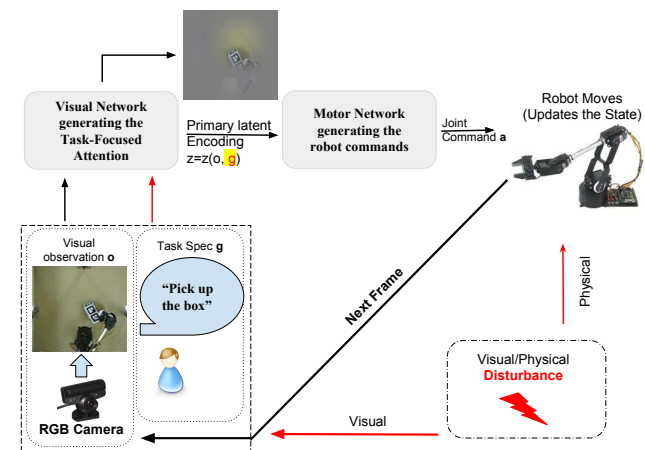 Visual Network
generating the
Task-Focused
Attention
Primary latent
Encoding
z=z(o, g)
Motor Network
generating the
robot commands
Joint
Command a
Robot Moves
(Updates the State)
Visual
observation o
Task Spec g
“Pick up
the box”
RGB Camera
Next Frame
Physical
Visual/Physical
Disturbance
Visual